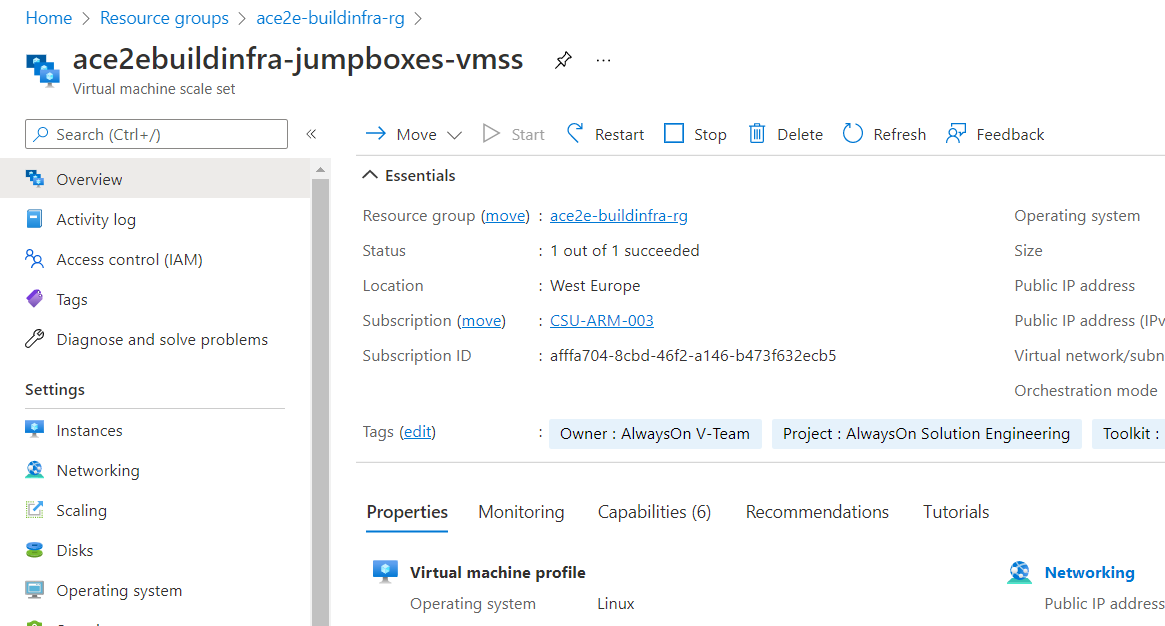 Home > Resource groups > ace2e-buildinfra-rg >
ace2ebuildinfra-jumpboxes-vmss ...
Virtual machine scale set
Search (Ctrl+/) «
Overview
Activity log
Access control (IAM)
Tags
Diagnose and solve problems
Settings
Instances
Networking
Scaling
Disks
Operating system
Move Start Restart Stop Delete Refresh Feedback
Essentials
Resource group (move) : ace2e-buildinfra-rg
Status : 1 out of 1 succeeded
Location : West Europe
Subscription (move) : CSU-ARM-003
Subscription ID : afffa704-8cbd-46f2-a146-b473f632ecb5
Operating system
Size
Public IP address
Public IP address (IPv
Virtual network/subn
Orchestration mode
Tags (edit) : Owner : AlwaysOn V-Team Project : AlwaysOn Solution Engineering Toolkit :
Properties Monitoring Capabilities (6) Recommendations Tutorials
Virtual machine profile
Operating system Linux
Networking
Public IP address